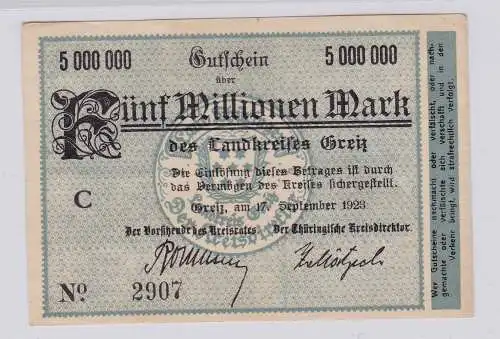 5 000 000 Gutschein 5 000 000
über
Fünf Millionen Mark
des Landkreises Greiz
Die Einlösung dieses Betrages ist durch
das Vermögen des Kreises sichergestellt.
Greiz, am 17. September 1923
Der Vorsitzende des Kreisrates Der Thüringische Kreisdirektor.
C
No. 2907
Wer Gutscheine nachmacht oder verfälscht, oder nach-
gemachte oder verfälschte sich verschafft und in den
Verkehr bringt, wird strafrechtlich verfolgt.